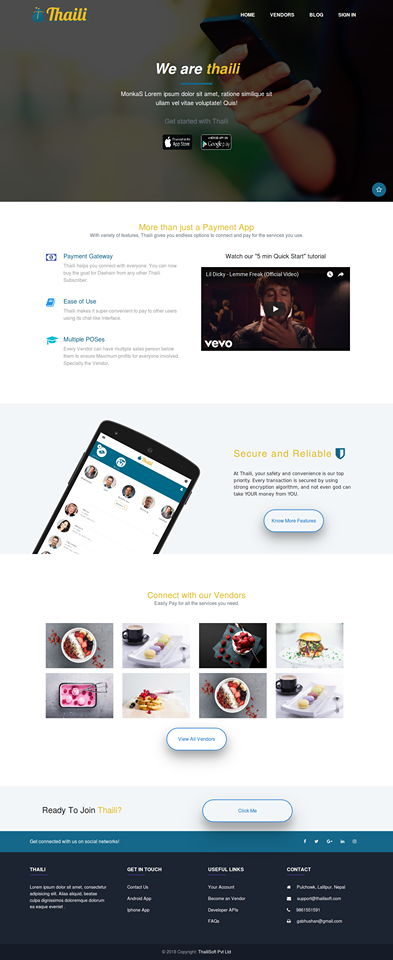 Thaili
HOME VENDORS BLOG SIGN IN
We are thaili
MonkaS Lorem ipsum dolor sit amet, ratione similique sit
ullam vel vitae voluptate! Quis!
Get started with Thaili
App Store
Google play
More than just a Payment App
With variety of features, Thaili gives you endless options to connect and pay for the services you use.
Payment Gateway
Thaili helps you connect with everyone. You can now
buy the goal for Dashain from any other Thaili
Subscriber.
Ease of Use
Thaili makes it super-convenient to pay to other users
using its chat-like interface.
Multiple POSes
Every Vendor can have multiple sales person below
them to ensure Maximum profits for everyone involved
Specially the Vendor.
Watch our "5 min Quick Start" tutorial
Lil Dicky - Lemme Freak (Official Video)
vevo
Thaili
Secure and Reliable
At Thaili, your safety and convenience is our top
priority. Every transaction is secured by using
strong encryption algorithm, and not even god can
take YOUR money from YOU.
Know More Features
Connect with our Vendors
Easily Pay for all the services you need.
View All Vendors
Ready To Join Thaili?
Click Me
Get connected with us on social networks!
THAILI
Lorem ipsum dolor sit amet, consectetur
adipisicing elit. Alias aliquid, beatae
culpa dignissimos doloremque dolorum
ea eaque eveniet .
GET IN TOUCH
Contact Us
Android App
Iphone App
USEFUL LINKS
Your Account
Become an Vendor
Developer APIs
FAQs
CONTACT
Pulchowk, Lalitpur, Nepal
support@thailisoft.com
9861551591
gabhushan@gmail.com
© 2018 Copyright: ThailiSoft Pvt Ltd